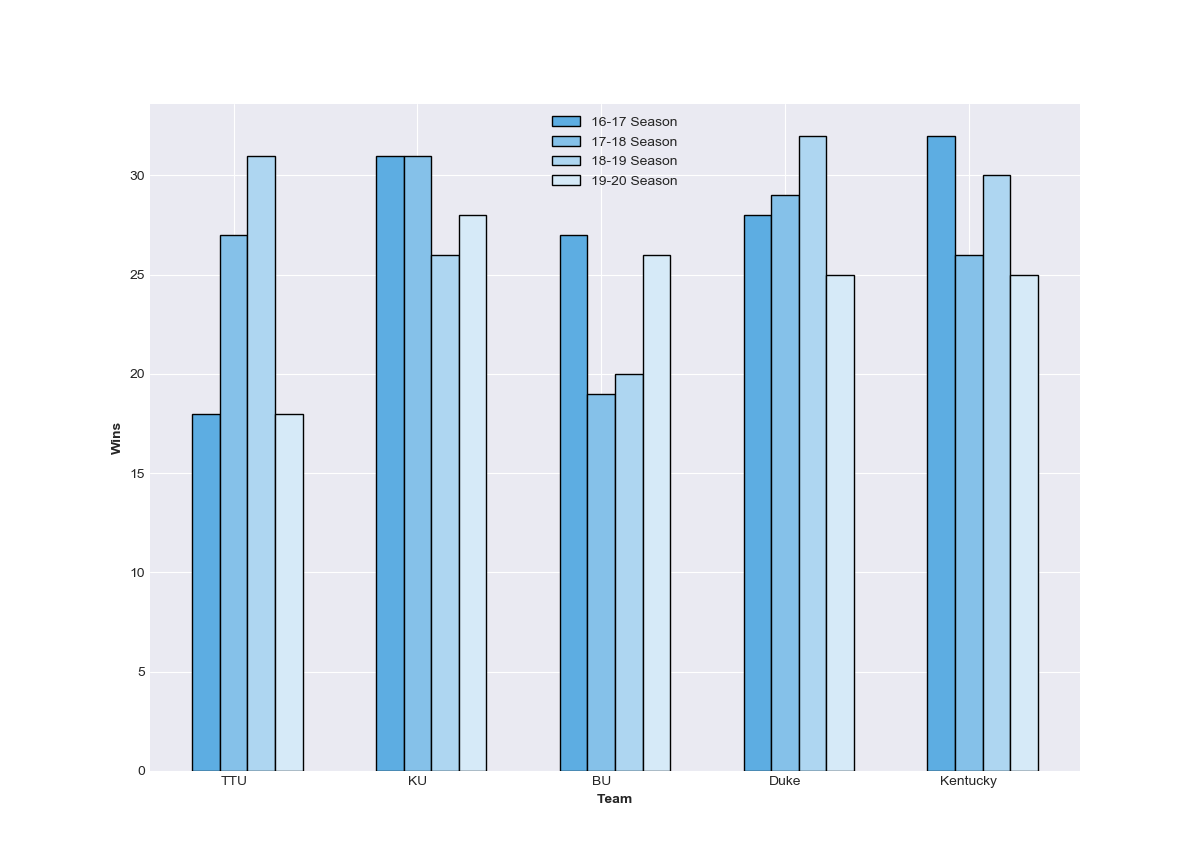 16-17 Season
17-18 Season
18-19 Season
19-20 Season
30
25
20
15
10
5
0
Wins
TTU KU BU Duke Kentucky
Team